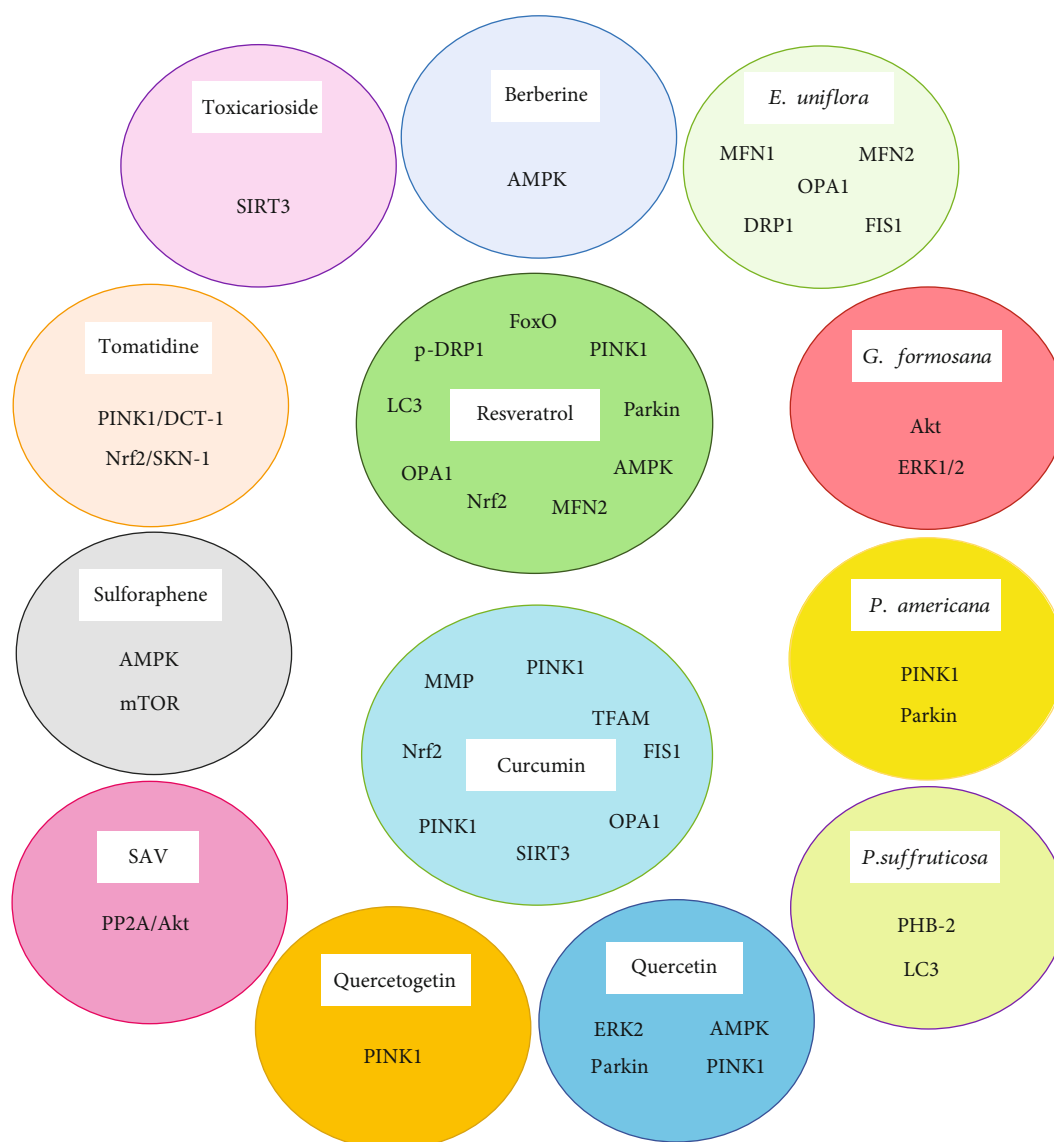 Toxicarioside
SIRT3
Berberine
AMPK
E. uniflora
MFN1 MFN2
OPA1
DRP1 FIS1
Tomatidine
PINK1/DCT-1
Nrf2/SKN-1
FoxO
p-DRP1 PINK1
LC3 Resveratrol Parkin
OPA1 AMPK
Nrf2 MFN2
G. formosana
Akt
ERK1/2
Sulforaphene
AMPK
mTOR
MMP PINK1
TFAM
Nrf2 Curcumin FIS1
PINK1 OPA1
SIRT3
P. americana
PINK1
Parkin
SAV
PP2A/Akt
Quercetogetin
PINK1
Quercetin
ERK2 AMPK
Parkin PINK1
P.suffruticosa
PHB-2
LC3